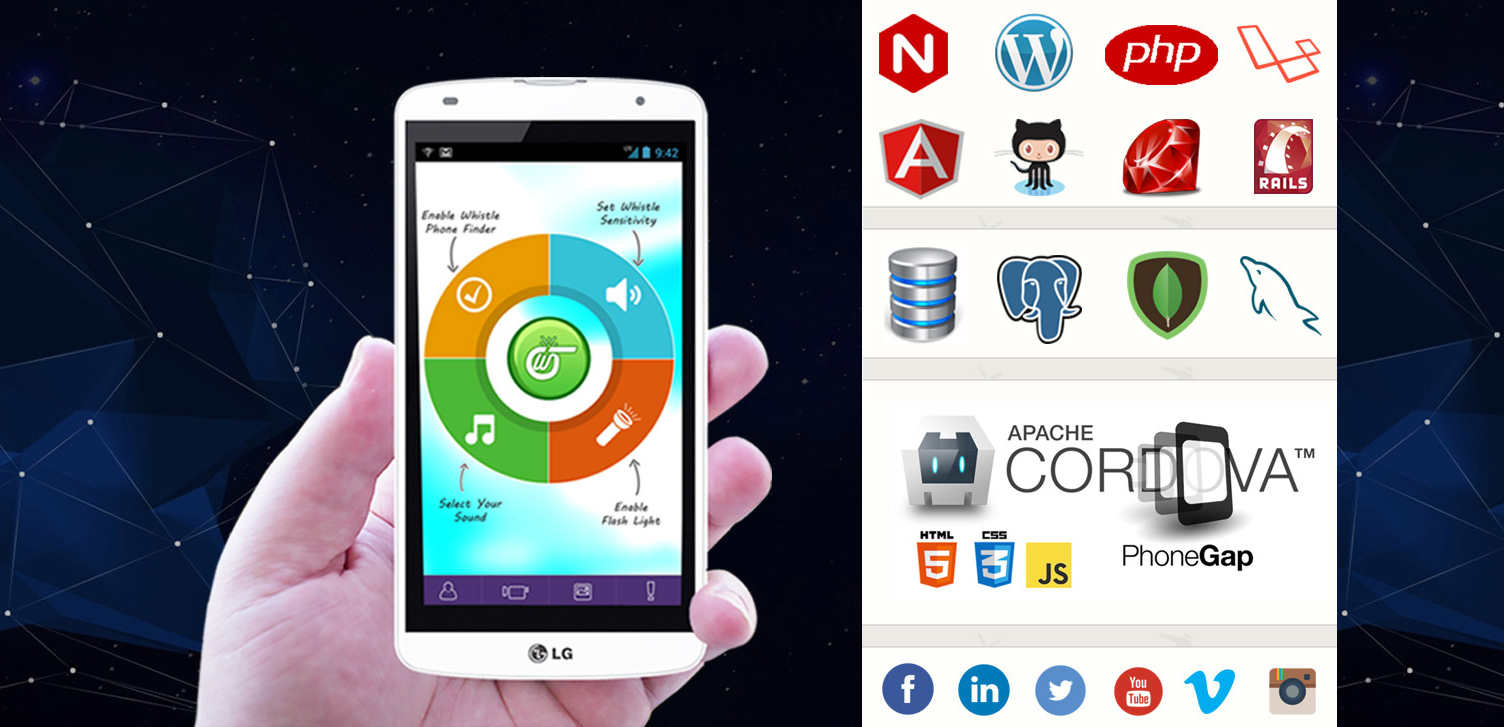 9:42
Enable Whistle
Phone Finder
Set Whistle
Sensitivity
Select Your
Sound
Enable
Flash Light
LG
N
W
php
A
RAILS
APACHE
CORDOVA™
HTML
5
CSS
3
JS
PhoneGap
f
in
You
Tube